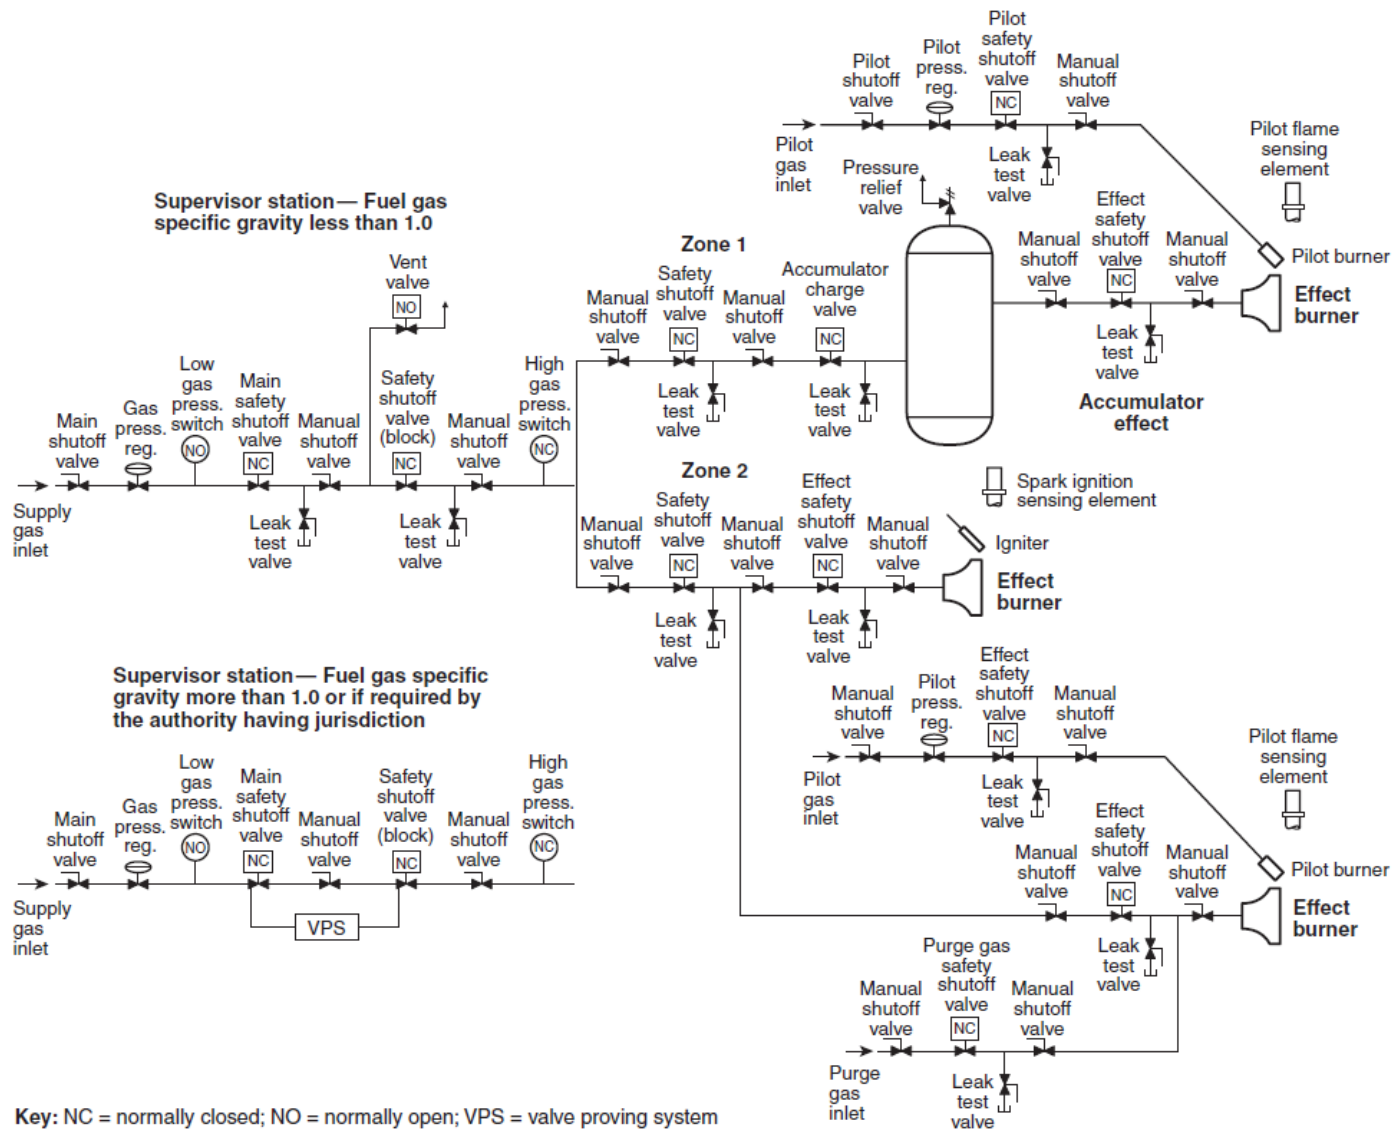 Pilot
safety
shutoff
valve
Pilot
press.
reg.
Pilot
shutoff
valve
Manual
shutoff
valve
NC
Pilot
gas
inlet
Leak
test
valve
Pilot flame
sensing
element
Pressure
relief
valve
Supervisor station — Fuel gas
specific gravity less than 1.0
Vent
valve
NO
Low
gas
press.
switch
NO
Main
safety
shutoff
valve
NC
Safety
shutoff
valve
(block)
NC
High
gas
press.
switch
NC
Main
shutoff
valve
Gas
press.
reg.
Manual
shutoff
valve
Manual
shutoff
valve
Supply
gas
inlet
Leak
test
valve
Leak
test
valve
Zone 1
Manual
shutoff
valve
Safety
shutoff
valve
NC
Manual
shutoff
valve
Accumulator
charge
valve
NC
Leak
test
valve
Leak
test
valve
Manual
shutoff
valve
Effect
safety
shutoff
valve
NC
Manual
shutoff
valve
Pilot burner
Effect
burner
Leak
test
valve
Accumulator
effect
Zone 2
Manual
shutoff
valve
Safety
shutoff
valve
NC
Manual
shutoff
valve
Effect
safety
shutoff
valve
NC
Manual
shutoff
valve
Spark ignition
sensing element
Igniter
Effect
burner
Leak
test
valve
Leak
test
valve
Manual
shutoff
valve
Pilot
press.
reg.
Effect
safety
shutoff
valve
NC
Manual
shutoff
valve
Pilot
gas
inlet
Leak
test
valve
Pilot flame
sensing
element
Manual
shutoff
valve
Effect
safety
shutoff
valve
NC
Manual
shutoff
valve
Pilot burner
Effect
burner
Leak
test
valve
Manual
shutoff
valve
Purge gas
safety
shutoff
valve
NC
Manual
shutoff
valve
Purge
gas
inlet
Leak
test
valve
Supervisor station — Fuel gas specific
gravity more than 1.0 or if required by
the authority having jurisdiction
Main
shutoff
valve
Gas
press.
reg.
Low
gas
press.
switch
NO
Main
safety
shutoff
valve
NC
Manual
shutoff
valve
Safety
shutoff
valve
(block)
NC
Manual
shutoff
valve
High
gas
press.
switch
NC
Supply
gas
inlet
VPS
Key: NC = normally closed; NO = normally open; VPS = valve proving system